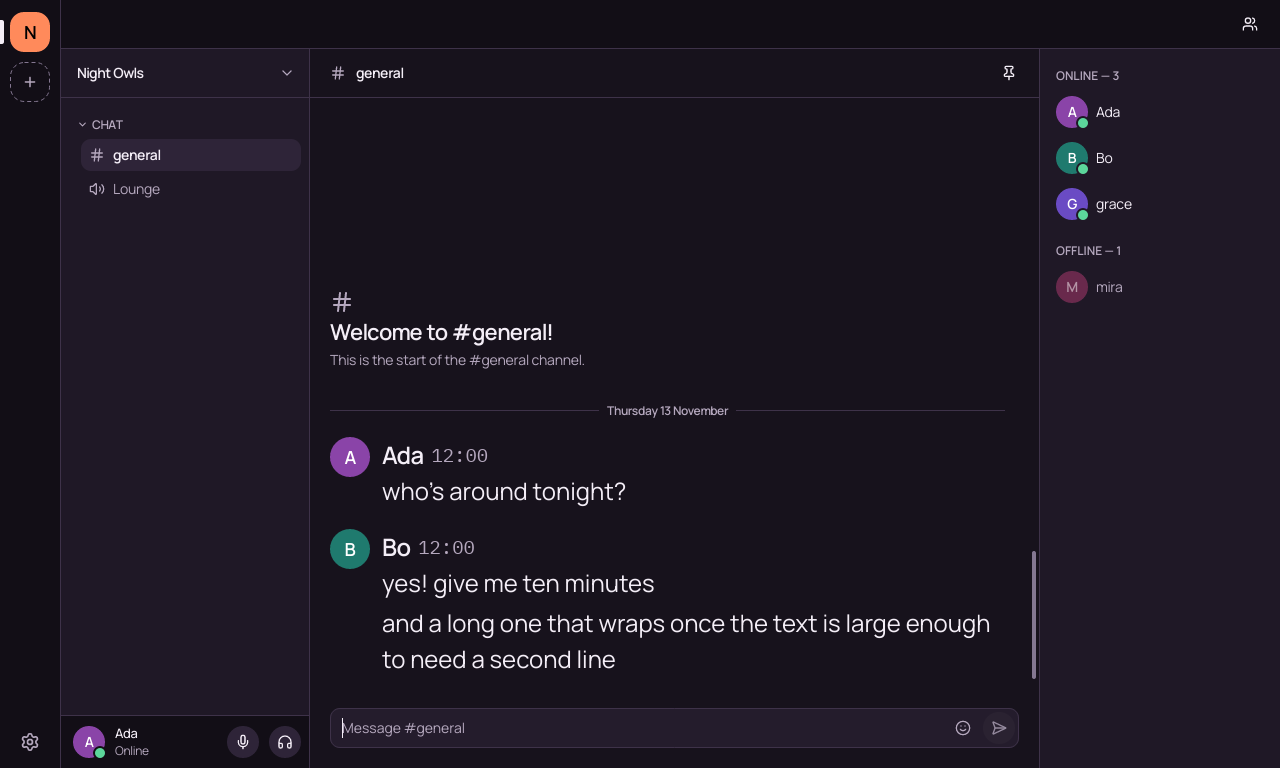 N
Night Owls
CHAT
general
Lounge
A
Ada
Online
# general
Welcome to #general!
This is the start of the #general channel.
Thursday 13 November
A
Ada 12:00
who's around tonight?
B
Bo 12:00
yes! give me ten minutes
and a long one that wraps once the text is large enough
to need a second line
Message #general
ONLINE — 3
A Ada
B Bo
G grace
OFFLINE — 1
M mira